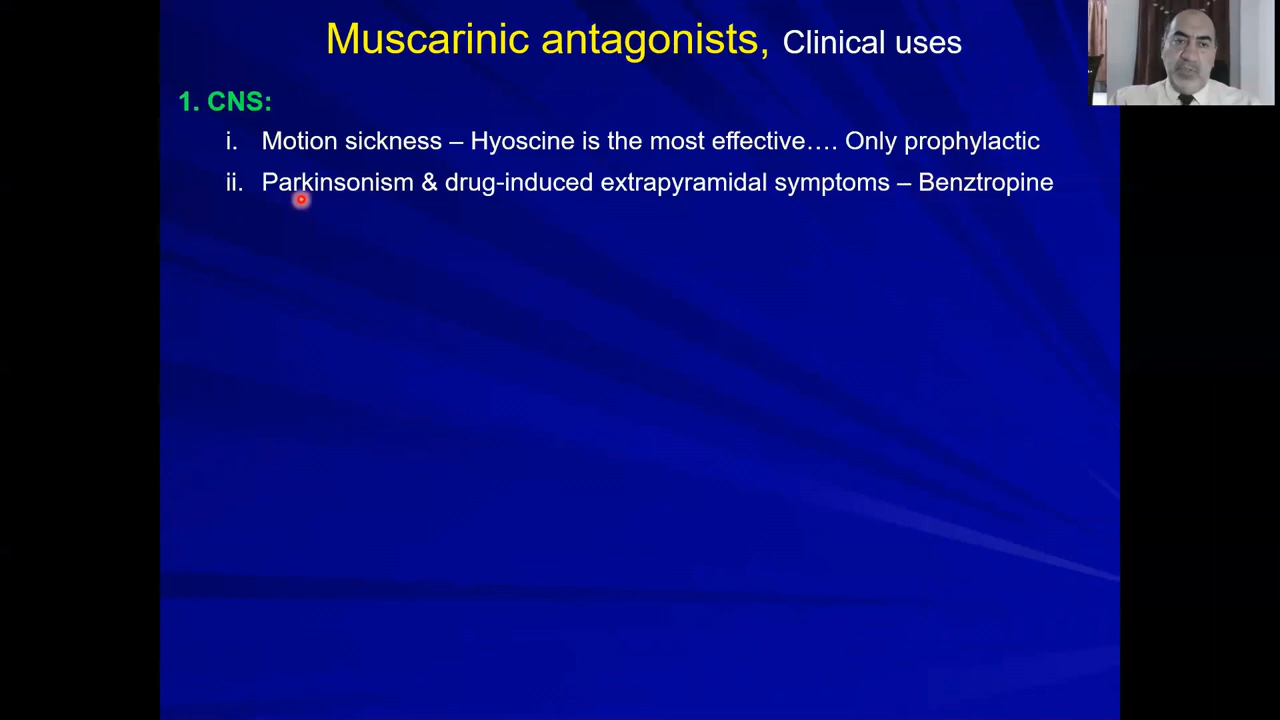 Muscarinic antagonists, Clinical uses
1. CNS:
i. Motion sickness – Hyoscine is the most effective…. Only prophylactic
ii. Parkinsonism & drug-induced extrapyramidal symptoms – Benztropine